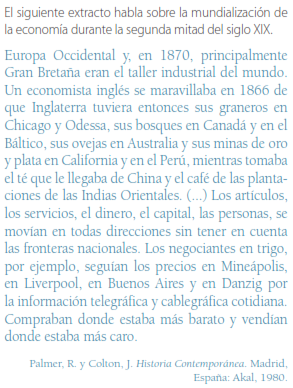 El siguiente extracto habla sobre la mundialización de
la economía durante la segunda mitad del siglo XIX.
Europa Occidental y, en 1870, principalmente
Gran Bretaña eran el taller industrial del mundo.
Un economista inglés se maravillaba en 1866 de
que Inglaterra tuviera entonces sus graneros en
Chicago y Odessa, sus bosques en Canadá y en el
Báltico, sus ovejas en Australia y sus minas de oro
y plata en California y en el Perú, mientras tomaba
el té que le llegaba de China y el café de las planta-
ciones de las Indias Orientales. (...) Los artículos,
los servicios, el dinero, el capital, las personas, se
movían en todas direcciones sin tener en cuenta
las fronteras nacionales. Los negociantes en trigo,
por ejemplo, seguían los precios en Mineápolis,
en Liverpool, en Buenos Aires y en Danzig por
la información telegráfica y cablegráfica cotidiana.
Compraban donde estaba más barato y vendían
donde estaba más caro.
Palmer, R. y Colton, J. Historia Contemporánea. Madrid,
España: Akal, 1980.